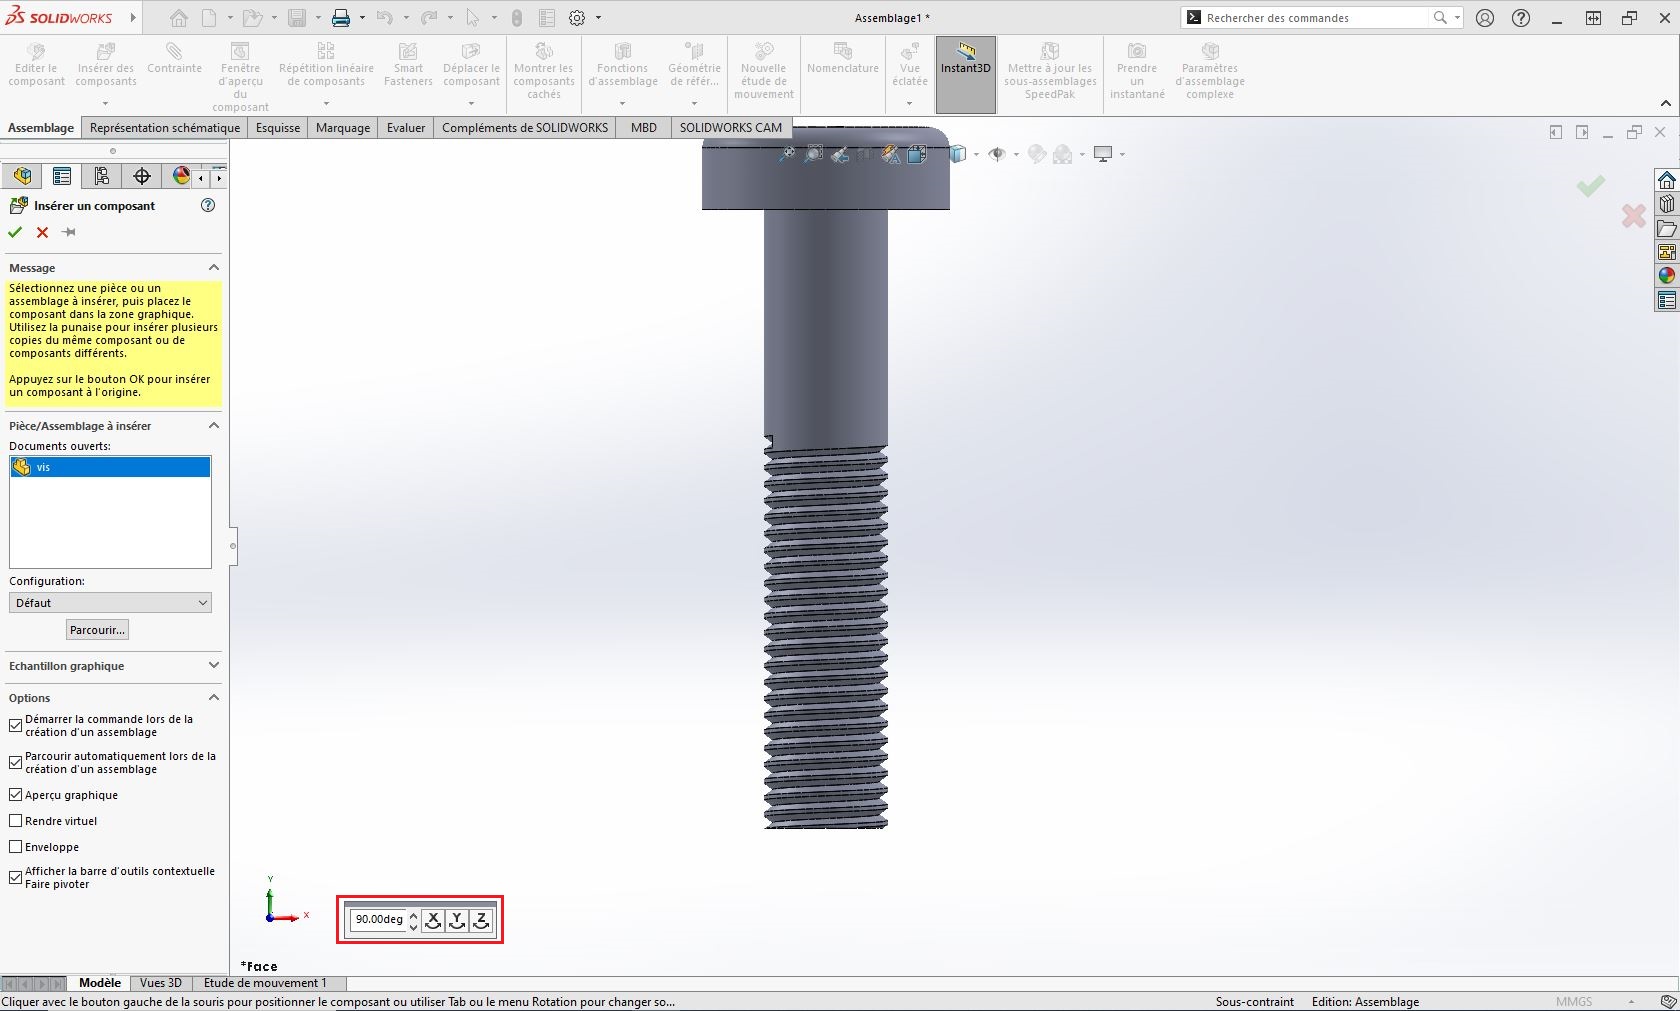 SOLIDWORKS
Assemblage1 *
Rechercher des commandes
Editer le composant
Insérer des composants
Contrainte
Fenêtre d'aperçu du composant
Répétition linéaire de composants
Smart Fasteners
Déplacer le composant
Montrer les composants cachés
Fonctions d'assemblage
Géométrie de référ...
Nouvelle étude de mouvement
Nomenclature
Vue éclatée
Instant3D
Mettre à jour les sous-assemblages SpeedPak
Prendre un instantané
Paramètres d'assemblage complexe
Assemblage
Représentation schématique
Esquisse
Marquage
Evaluer
Compléments de SOLIDWORKS
MBD
SOLIDWORKS CAM
Insérer un composant
Message
Sélectionnez une pièce ou un
assemblage à insérer, puis placez le
composant dans la zone graphique.
Utilisez la punaise pour insérer plusieurs
copies du même composant ou de
composants différents.
Appuyez sur le bouton OK pour insérer
un composant à l'origine.
Pièce/Assemblage à insérer
Documents ouverts:
vis
Configuration:
Défaut
Parcourir...
Echantillon graphique
Options
Démarrer la commande lors de la
création d'un assemblage
Parcourir automatiquement lors de la
création d'un assemblage
Aperçu graphique
Rendre virtuel
Enveloppe
Afficher la barre d'outils contextuelle
Faire pivoter
Y
X
90.00deg
X Y Z
*Face
Modèle
Vues 3D
Etude de mouvement 1
Cliquer avec le bouton gauche de la souris pour positionner le composant ou utiliser Tab ou le menu Rotation pour changer so...
Sous-contraint
Edition: Assemblage
MMGS